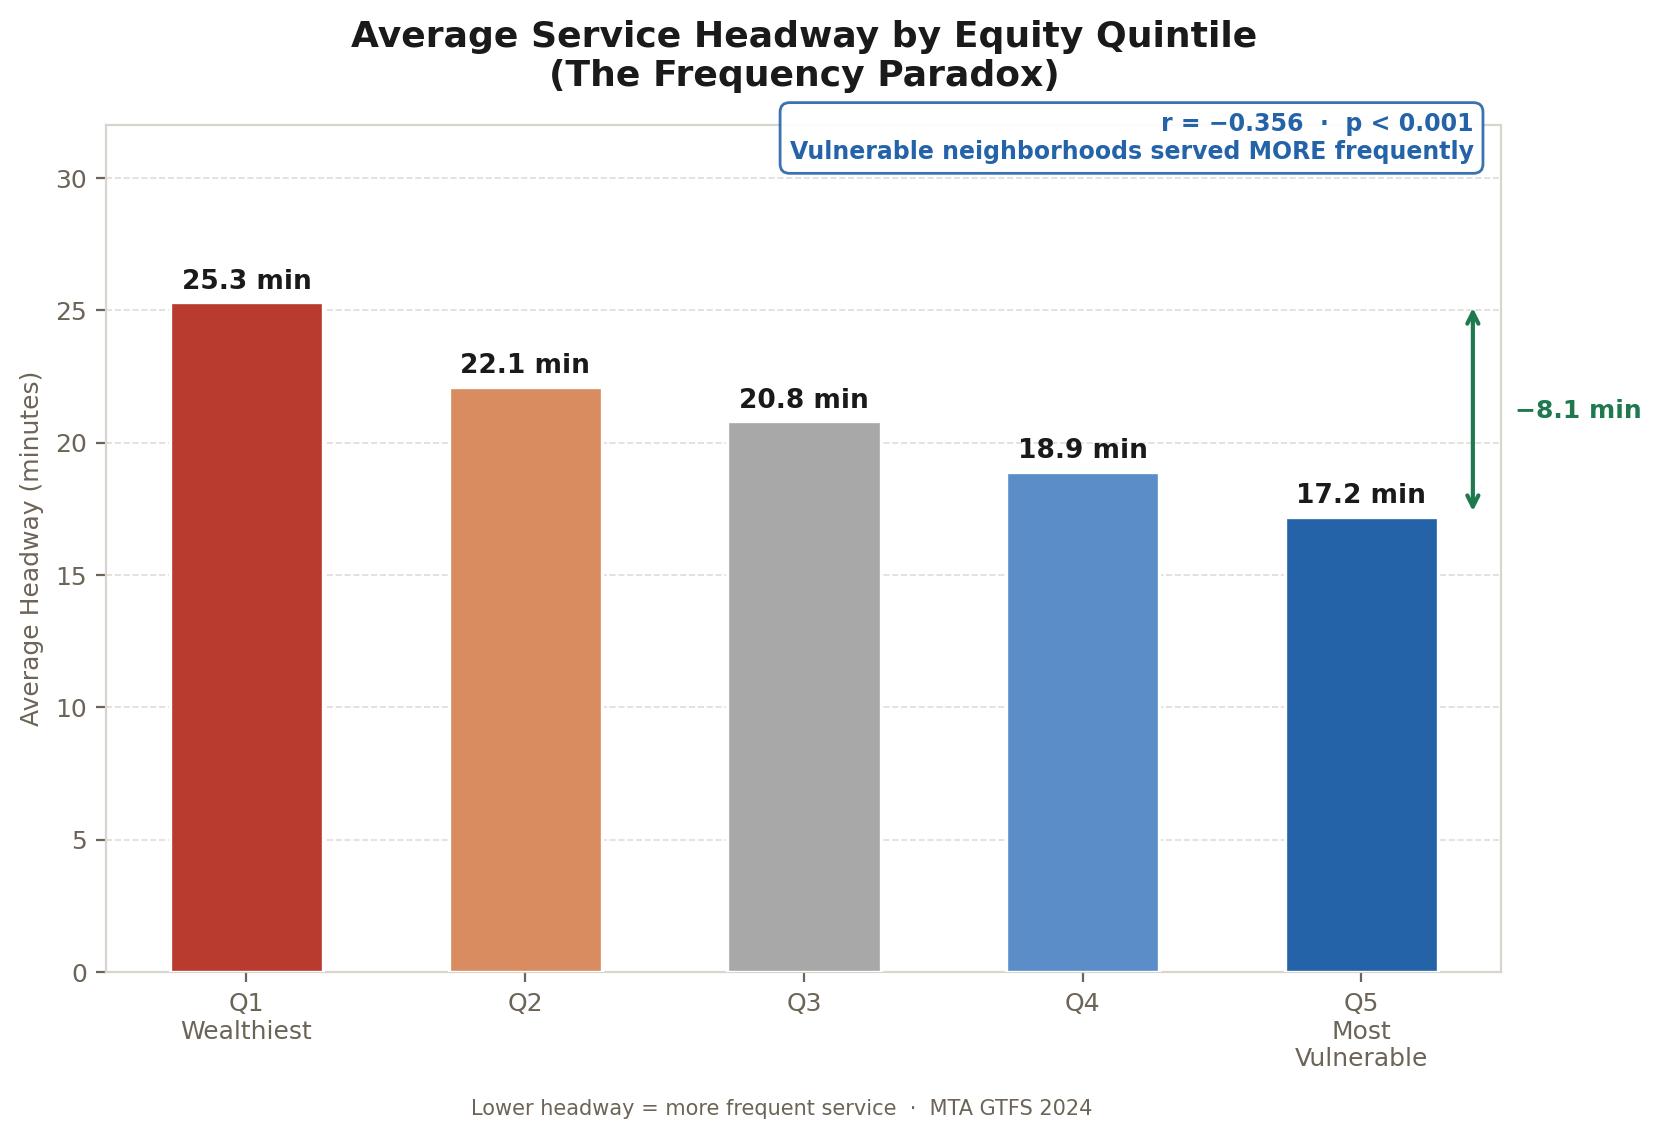 Average Service Headway by Equity Quintile
(The Frequency Paradox)
r = −0.356 · p < 0.001
Vulnerable neighborhoods served MORE frequently
Average Headway (minutes)
30
25
20
15
10
5
0
25.3 min
22.1 min
20.8 min
18.9 min
17.2 min
−8.1 min
Q1
Wealthiest
Q2
Q3
Q4
Q5
Most
Vulnerable
Lower headway = more frequent service · MTA GTFS 2024